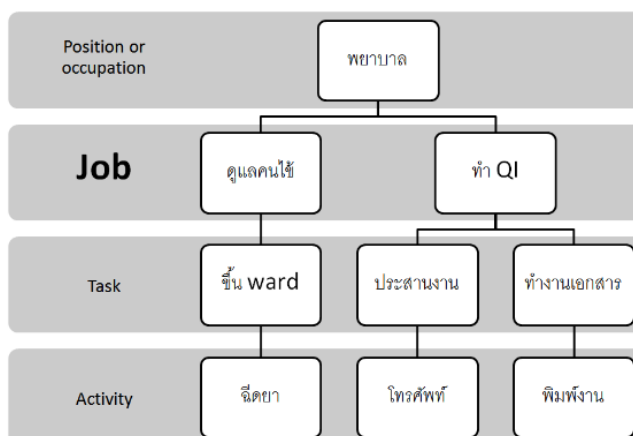 Position or
occupation
พยาบาล
Job
ดูแลคนไข้
ทำ QI
Task
ขึ้น ward
ประสานงาน
ทำงานเอกสาร
Activity
ฉีดยา
โทรศัพท์
พิมพ์งาน